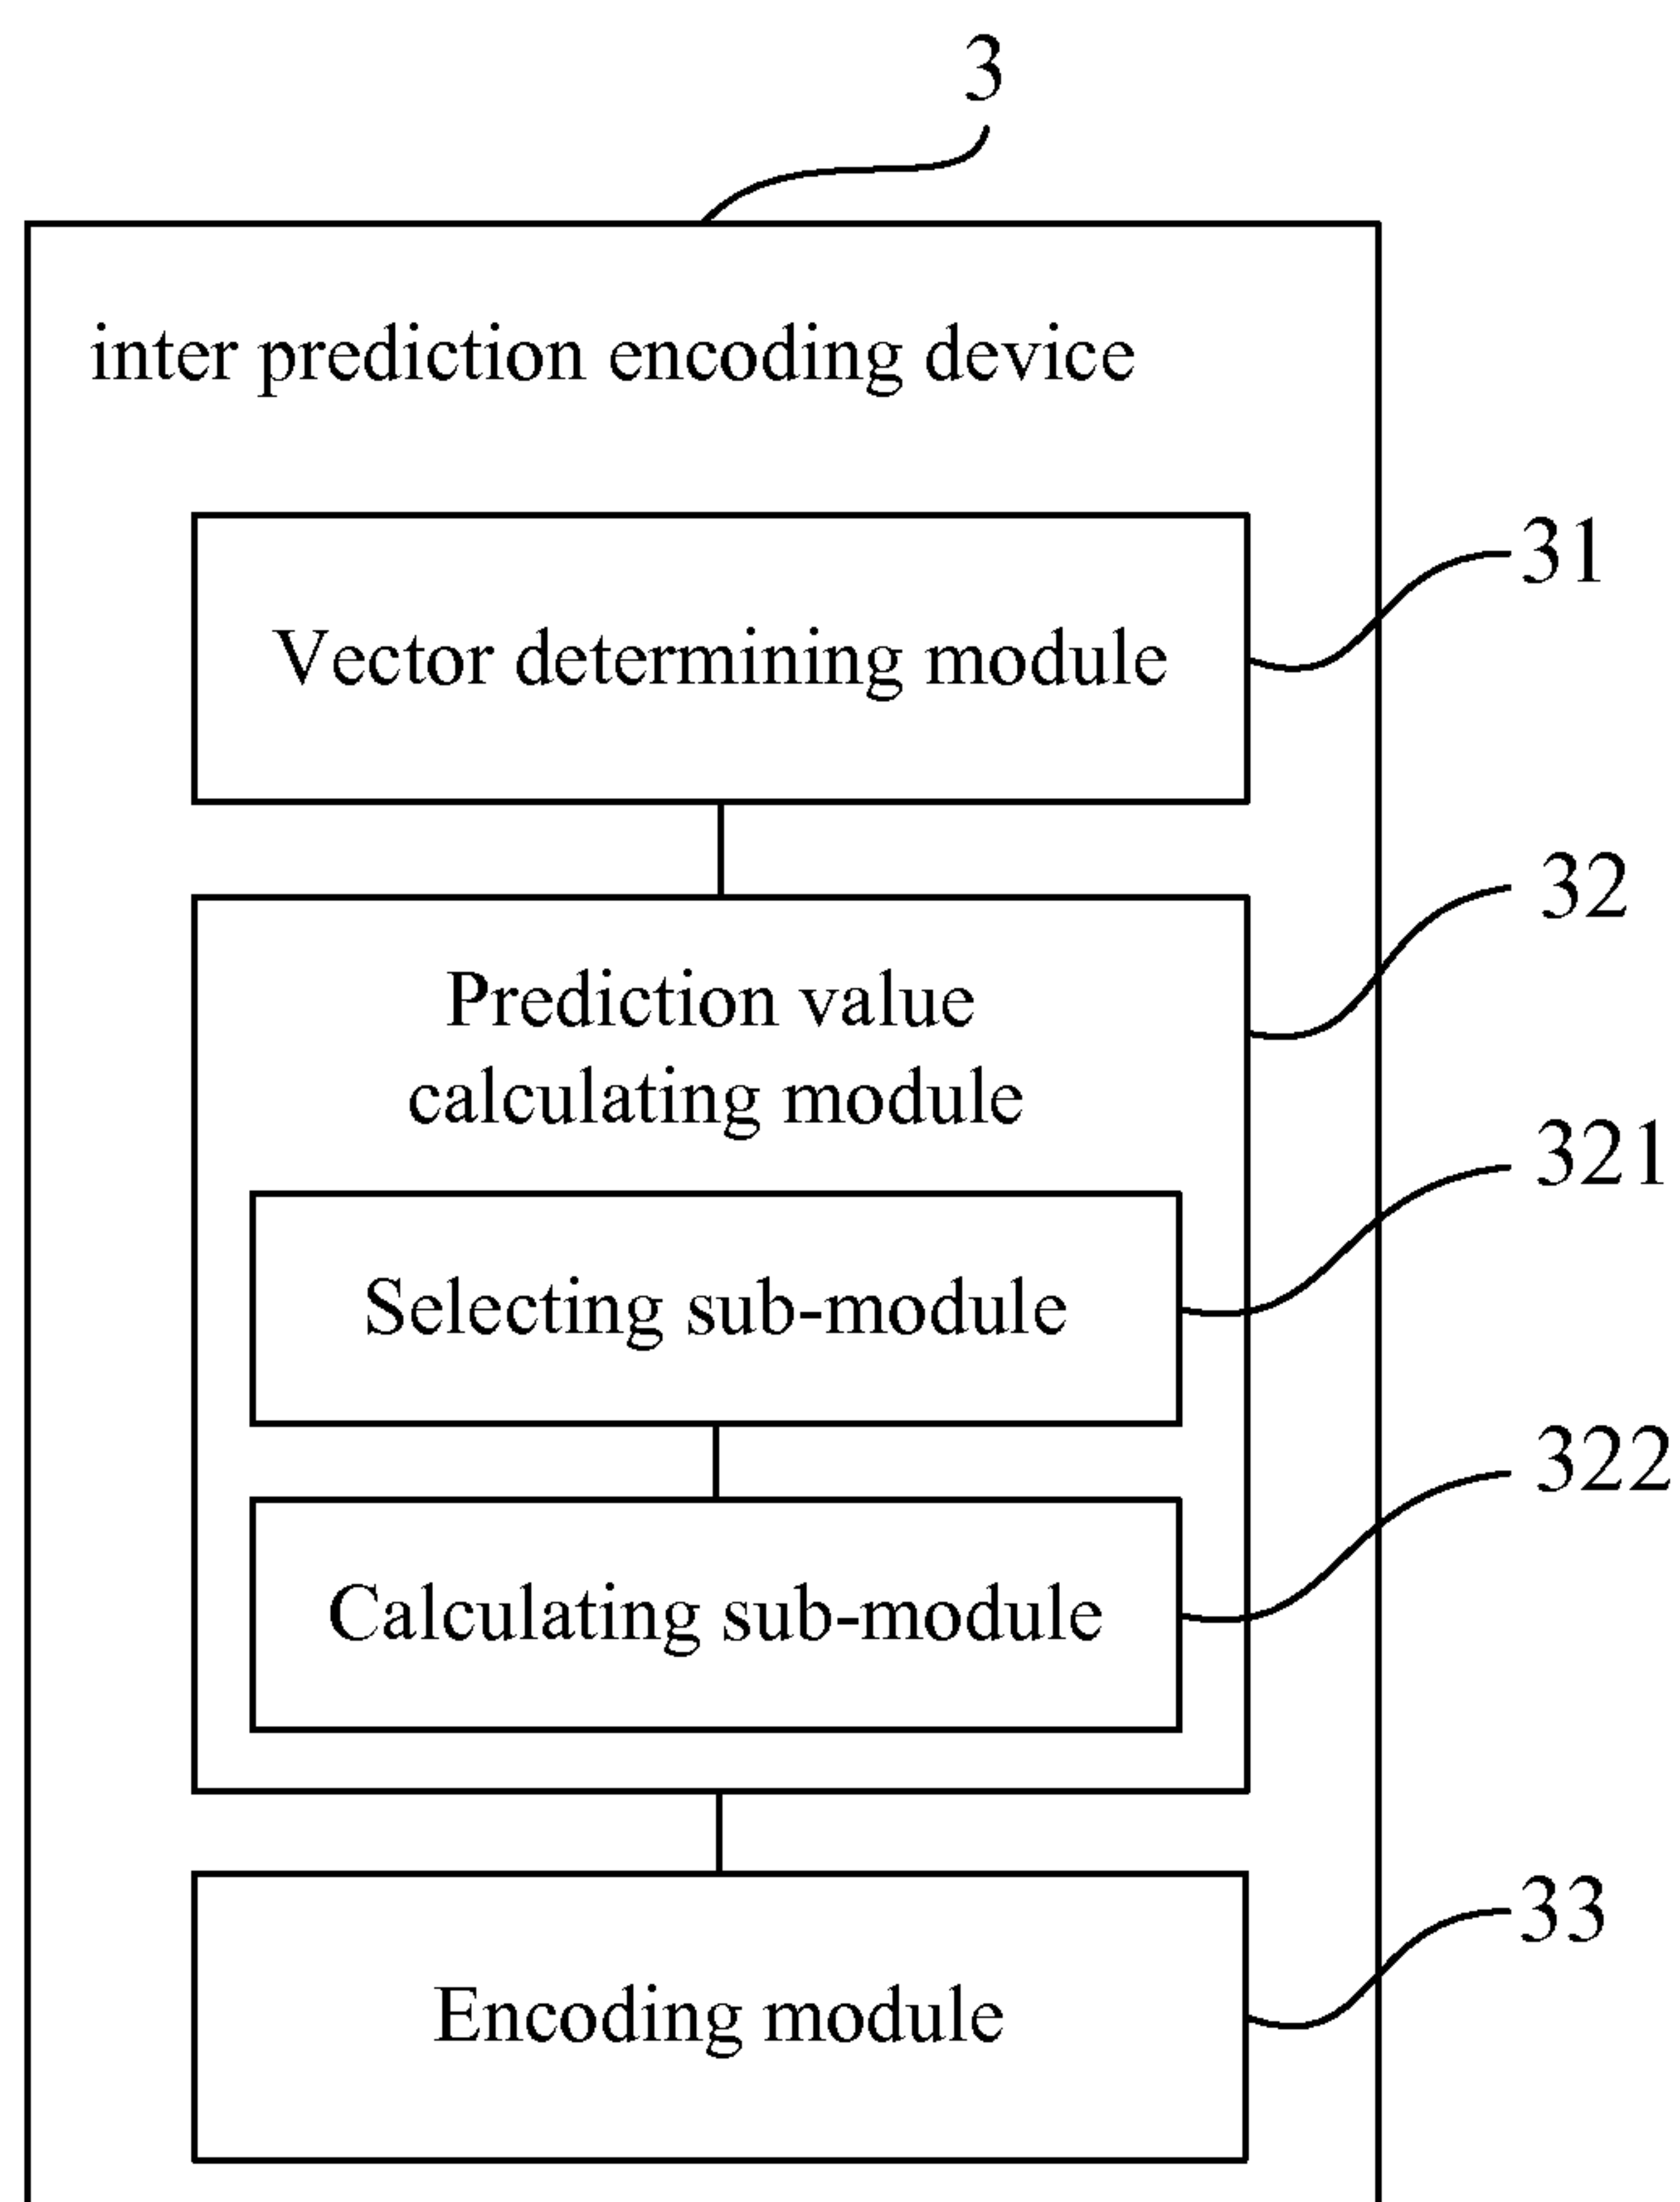 3
inter prediction encoding device
31
Vector determining module
32
Prediction value
calculating module
321
Selecting sub-module
322
Calculating sub-module
33
Encoding module